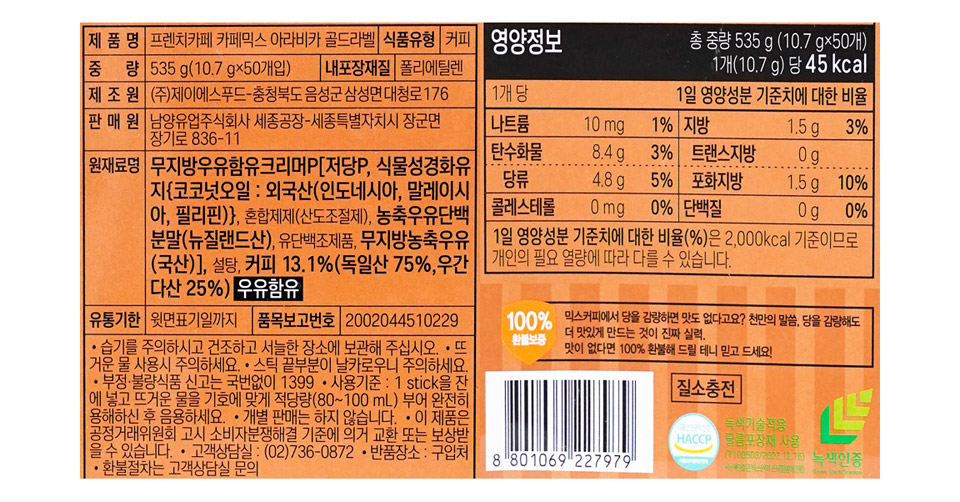 제 품 명 프렌치카페 카페믹스 아라비카 골드라벨 식품유형 커피
중 량 535 g(10.7 g×50개입) 내포장재질 폴리에틸렌
제 조 원 (주)제이에스푸드-충청북도 음성군 삼성면 대청로 176
판 매 원 남양유업주식회사 세종공장-세종특별자치시 장군면
장기로 836-11
원재료명 무지방우유함유크리머P[저당P, 식물성경화유
지{코코넛오일 : 외국산(인도네시아, 말레이시
아, 필리핀)}, 혼합제제(산도조절제), 농축우유단백
분말(뉴질랜드산), 유단백조제품, 무지방농축우유
(국산)], 설탕, 커피 13.1%(독일산 75%,우간
다산 25%) 우유함유
유통기한 윗면표기일까지 품목보고번호 2002044510229
• 습기를 주의하시고 건조하고 서늘한 장소에 보관해 주십시오. • 뜨
거운 물 사용시 주의하세요. • 스틱 끝부분이 날카로우니 주의하세요.
• 부정·불량식품 신고는 국번없이 1399 • 사용기준 : 1 stick을 잔
에 넣고 뜨거운 물을 기호에 맞게 적당량(80~100 mL) 부어 완전히
용해하신 후 음용하세요. • 개별 판매는 하지 않습니다. • 이 제품은
공정거래위원회 고시 소비자분쟁해결 기준에 의거 교환 또는 보상받
을 수 있습니다. • 고객상담실 : (02)736-0872 • 반품장소 : 구입처
• 환불절차는 고객상담실 문의
영양정보 총 중량 535 g (10.7 g×50개)
1개(10.7 g) 당 45 kcal
1개 당 1일 영양성분 기준치에 대한 비율
나트륨 10 mg 1% 지방 1.5 g 3%
탄수화물 8.4 g 3% 트랜스지방 0 g
당류 4.8 g 5% 포화지방 1.5 g 10%
콜레스테롤 0 mg 0% 단백질 0 g 0%
1일 영양성분 기준치에 대한 비율(%)은 2,000kcal 기준이므로
개인의 필요 열량에 따라 다를 수 있습니다.
100%
환불보증
믹스커피에서 당을 감량하면 맛도 없다고요? 천만의 말씀, 당을 감량해도
더 맛있게 만드는 것이 진짜 실력.
맛이 없다면 100% 환불해 드릴 테니 믿고 드세요!
질소충전
8 801069 227979
HACCP
녹색기술적용
필름포장재 사용
녹색인증